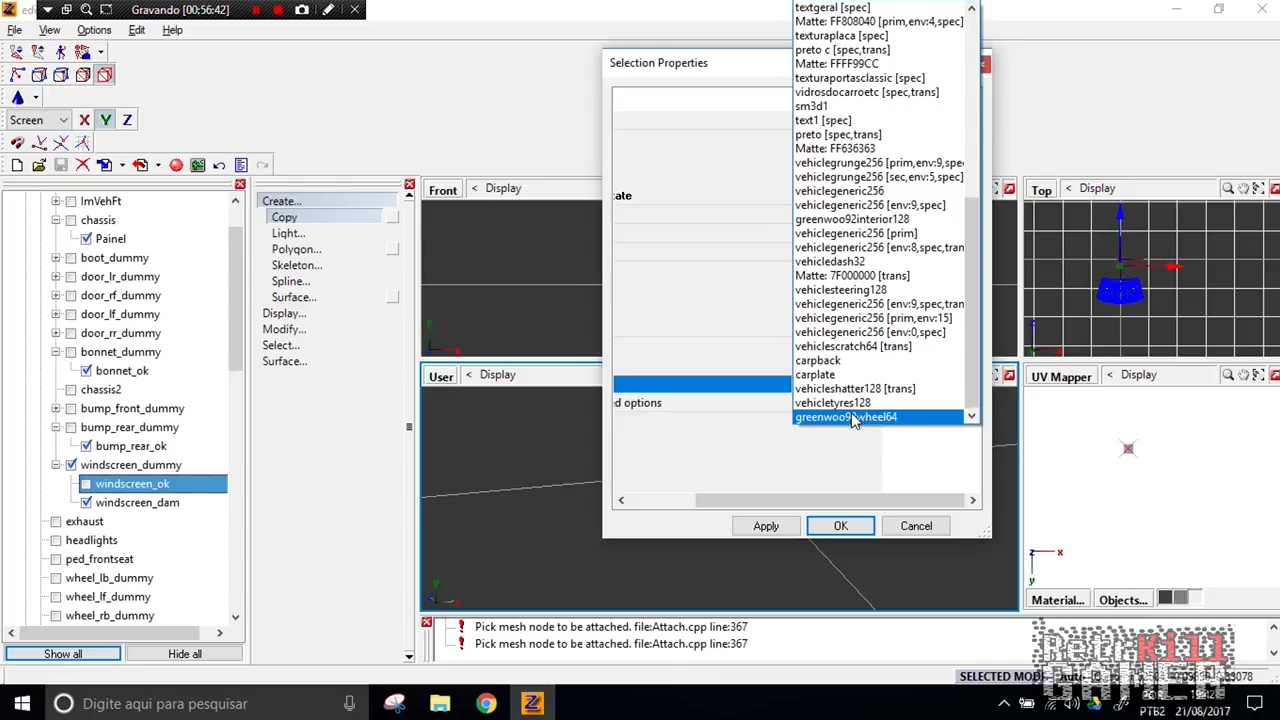 Gravando [00:56:42]
edi
File View Options Edit Help
Selection Properties
Screen X Y Z
ate
ed options
Apply OK Cancel
textgeral [spec]
Matte: FF808040 [prim,env:4,spec]
texturaplaca [spec]
preto c [spec,trans]
Matte: FFFF99CC
texturaportasclassic [spec]
vidrosdocarroetc [spec,trans]
sm3d1
text1 [spec]
preto [spec,trans]
Matte: FF636363
vehiclegrunge256 [prim,env:9,spec,
vehiclegrunge256 [sec,env:5,spec]
vehiclegeneric256
vehiclegeneric256 [env:9,spec]
greenwoo92interior128
vehiclegeneric256 [prim]
vehiclegeneric256 [env:8,spec,tran
vehicledash32
Matte: 7F000000 [trans]
vehiclesteering128
vehiclegeneric256 [env:9,spec,tran
vehiclegeneric256 [prim,env:15]
vehiclegeneric256 [env:0,spec]
vehiclescratch64 [trans]
carpback
carplate
vehicleshatter128 [trans]
vehicletyres128
greenwoo92wheel64
lmVehFt
chassis
Painel
boot_dummy
door_lr_dummy
door_rf_dummy
door_lf_dummy
door_rr_dummy
bonnet_dummy
bonnet_ok
chassis2
bump_front_dummy
bump_rear_dummy
bump_rear_ok
windscreen_dummy
windscreen_ok
windscreen_dam
exhaust
headlights
ped_frontseat
wheel_lb_dummy
wheel_lf_dummy
wheel_rb_dummy
Show all Hide all
Create...
Copy
Light...
Polygon...
Skeleton...
Spline...
Surface...
Display...
Modify...
Select...
Surface...
Front < Display
Top < Display
User < Display
UV Mapper < Display
Material... Objects...
Pick mesh node to be attached. file:Attach.cpp line:367
Pick mesh node to be attached. file:Attach.cpp line:367
SELECTED MOD
RetrKill
Digite aqui para pesquisar
PTB2 21/08/2017